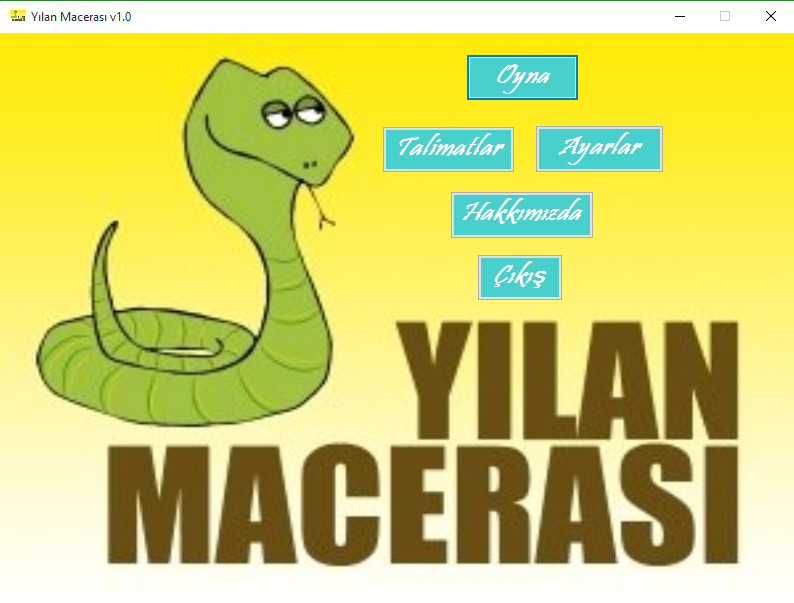 Yılan Macerası v1.0
Oyna
Talimatlar Ayarlar
Hakkımızda
Çıkış
YILAN
MACERASI